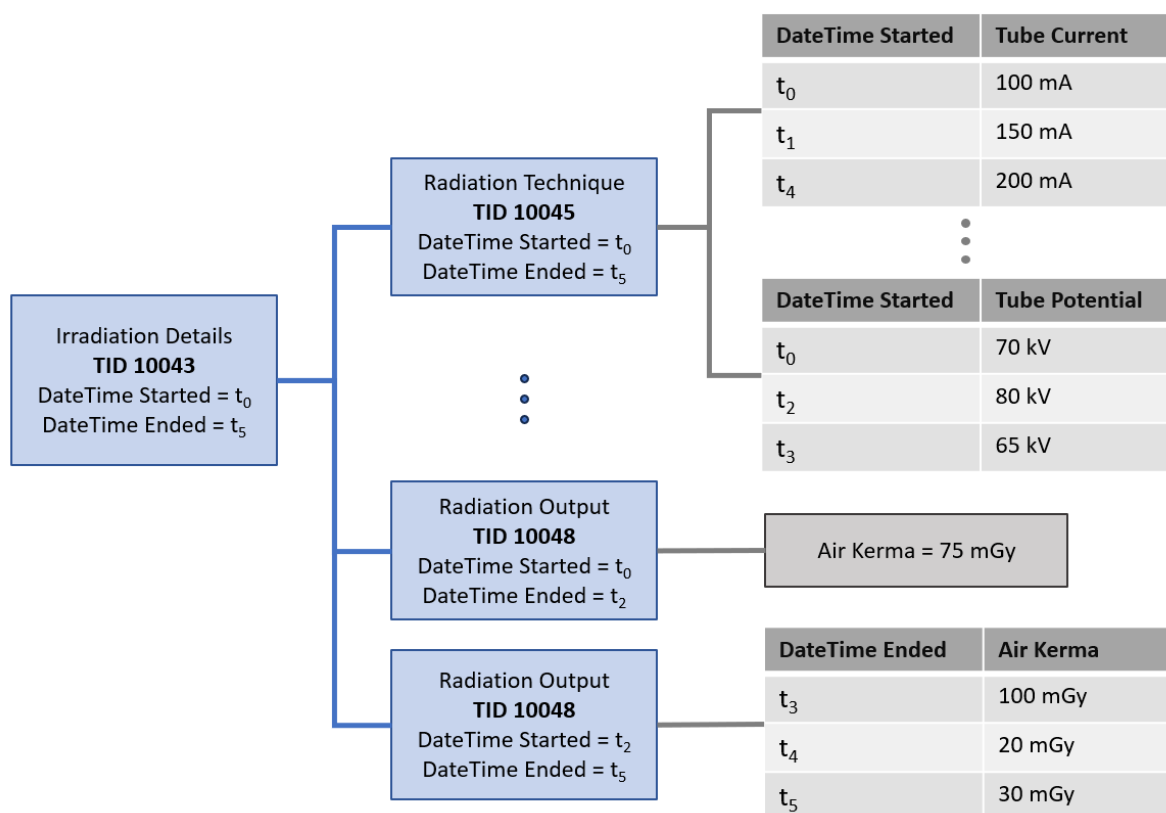 DateTime Started Tube Current
t₀ 100 mA
t₁ 150 mA
t₄ 200 mA
Radiation Technique
TID 10045
DateTime Started = t₀
DateTime Ended = t₅
DateTime Started Tube Potential
t₀ 70 kV
t₂ 80 kV
t₃ 65 kV
Irradiation Details
TID 10043
DateTime Started = t₀
DateTime Ended = t₅
Radiation Output
TID 10048
DateTime Started = t₀
DateTime Ended = t₂
Air Kerma = 75 mGy
Radiation Output
TID 10048
DateTime Started = t₂
DateTime Ended = t₅
DateTime Ended Air Kerma
t₃ 100 mGy
t₄ 20 mGy
t₅ 30 mGy